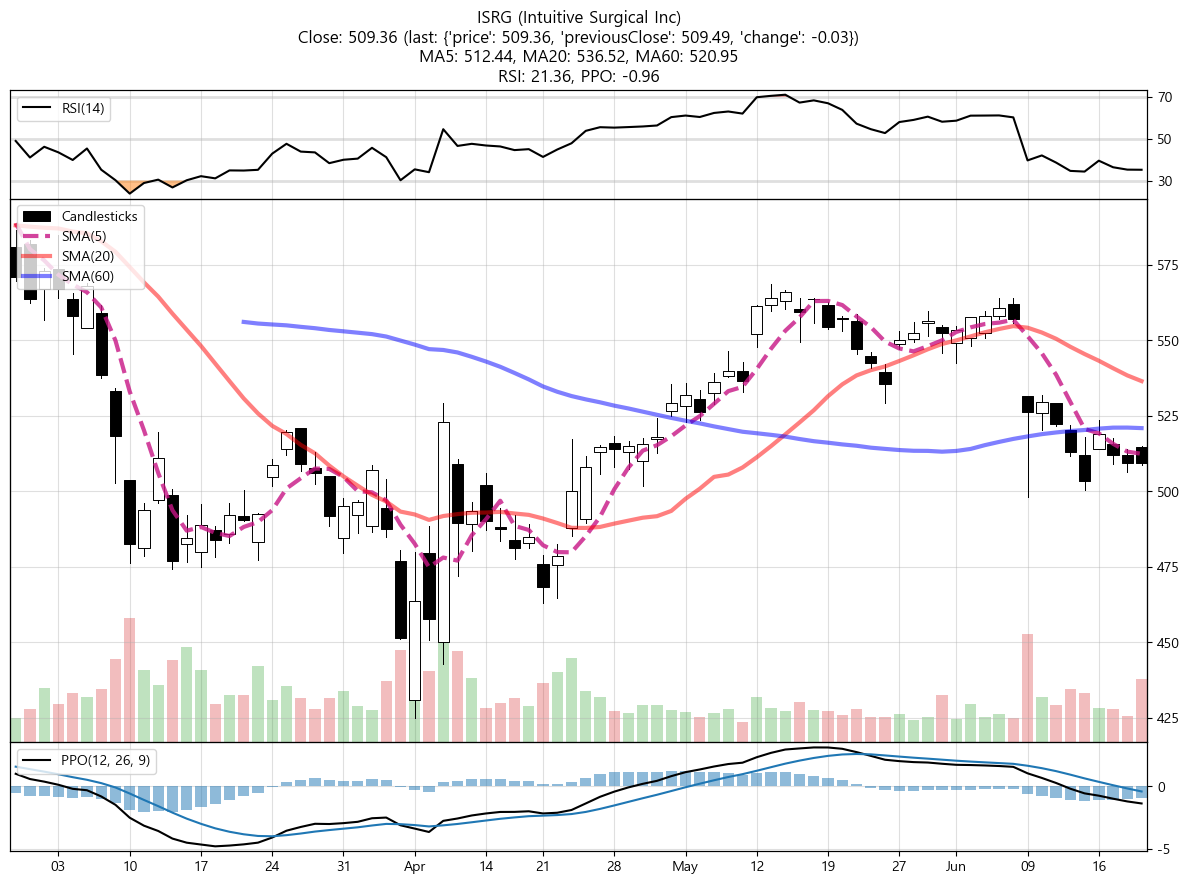 ISRG (Intuitive Surgical Inc)
Close: 509.36 (last: {'price': 509.36, 'previousClose': 509.49, 'change': -0.03})
MA5: 512.44, MA20: 536.52, MA60: 520.95
RSI: 21.36, PPO: -0.96
RSI(14)
70
50
30
Candlesticks
SMA(5)
SMA(20)
SMA(60)
575
550
525
500
475
450
425
PPO(12, 26, 9)
0
-5
03 10 17 24 31 Apr 14 21 28 May 12 19 27 Jun 09 16